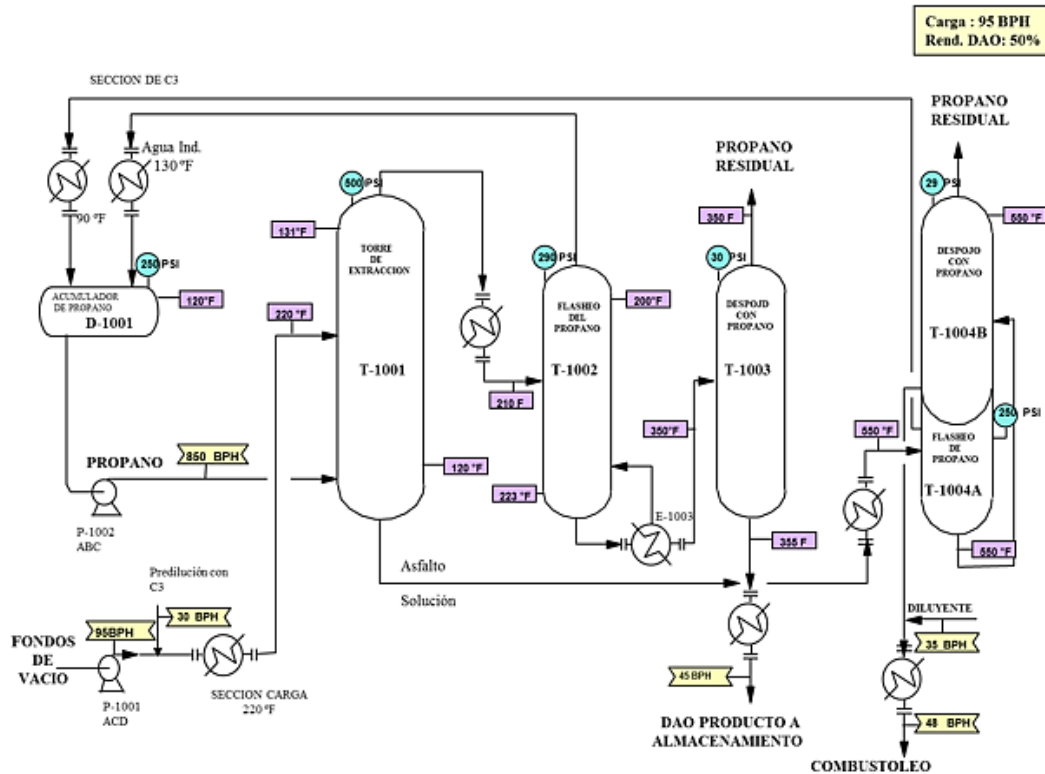 Carga : 95 BPH
Rend. DAO: 50%
SECCION DE C3
PROPANO
RESIDUAL
Agua Ind.
130 °F
90 °F
PROPANO
RESIDUAL
500 PSI
29 PSI
131°F
350 F
550 °F
TORRE
DE
EXTRACCION
250 PSI
290 PSI
30 PSI
DESPOJO
CON
PROPANO
ACUMULADOR
DE PROPANO
D-1001
120°F
220 °F
FLASHEO
DEL
PROPANO
200°F
DESPOJD
CON
PROPANO
T-1004B
T-1001
T-1002
T-1003
210 F
350°F
550 °F
250 PSI
FLASHEO
DE
PROPANO
T-1004A
850 BPH
PROPANO
120 °F
223 °F
E-1003
P-1002
ABC
355 F
550 °F
Asfalto
Solución
Predilución con
C3
30 BPH
95BPH
FONDOS
DE
VACIO
P-1001
ACD
SECCION CARGA
220 °F
DILUYENTE
35 BPH
45 BPH
48 BPH
DAO PRODUCTO A
ALMACENAMIENTO
COMBUSTOLEO